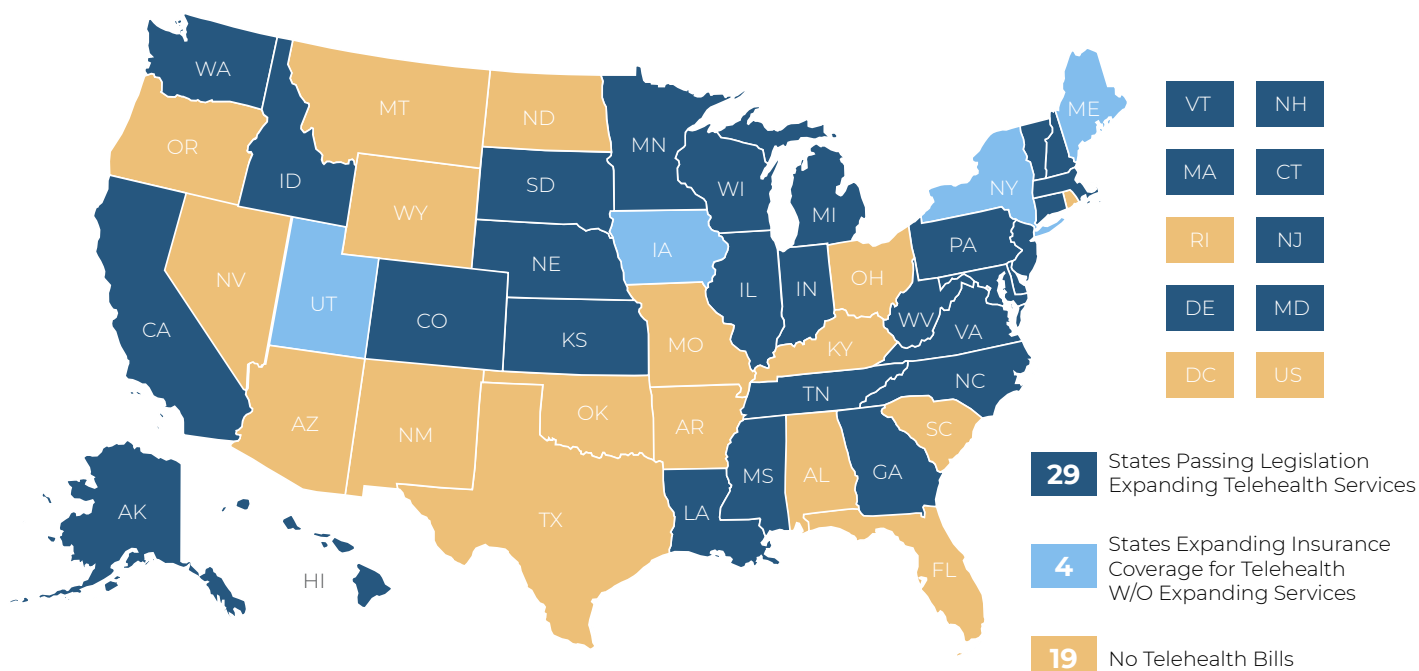 WA
MT
ND
MN
ME
VT
NH
OR
ID
SD
WI
MI
NY
MA
CT
WY
IA
PA
RI
NJ
NV
UT
NE
IL
IN
OH
DE
MD
CA
CO
KS
MO
KY
WV
VA
DC
US
AZ
NM
OK
AR
TN
NC
SC
TX
LA
MS
AL
GA
FL
AK
HI
29
States Passing Legislation
Expanding Telehealth Services
4
States Expanding Insurance
Coverage for Telehealth
W/O Expanding Services
19
No Telehealth Bills